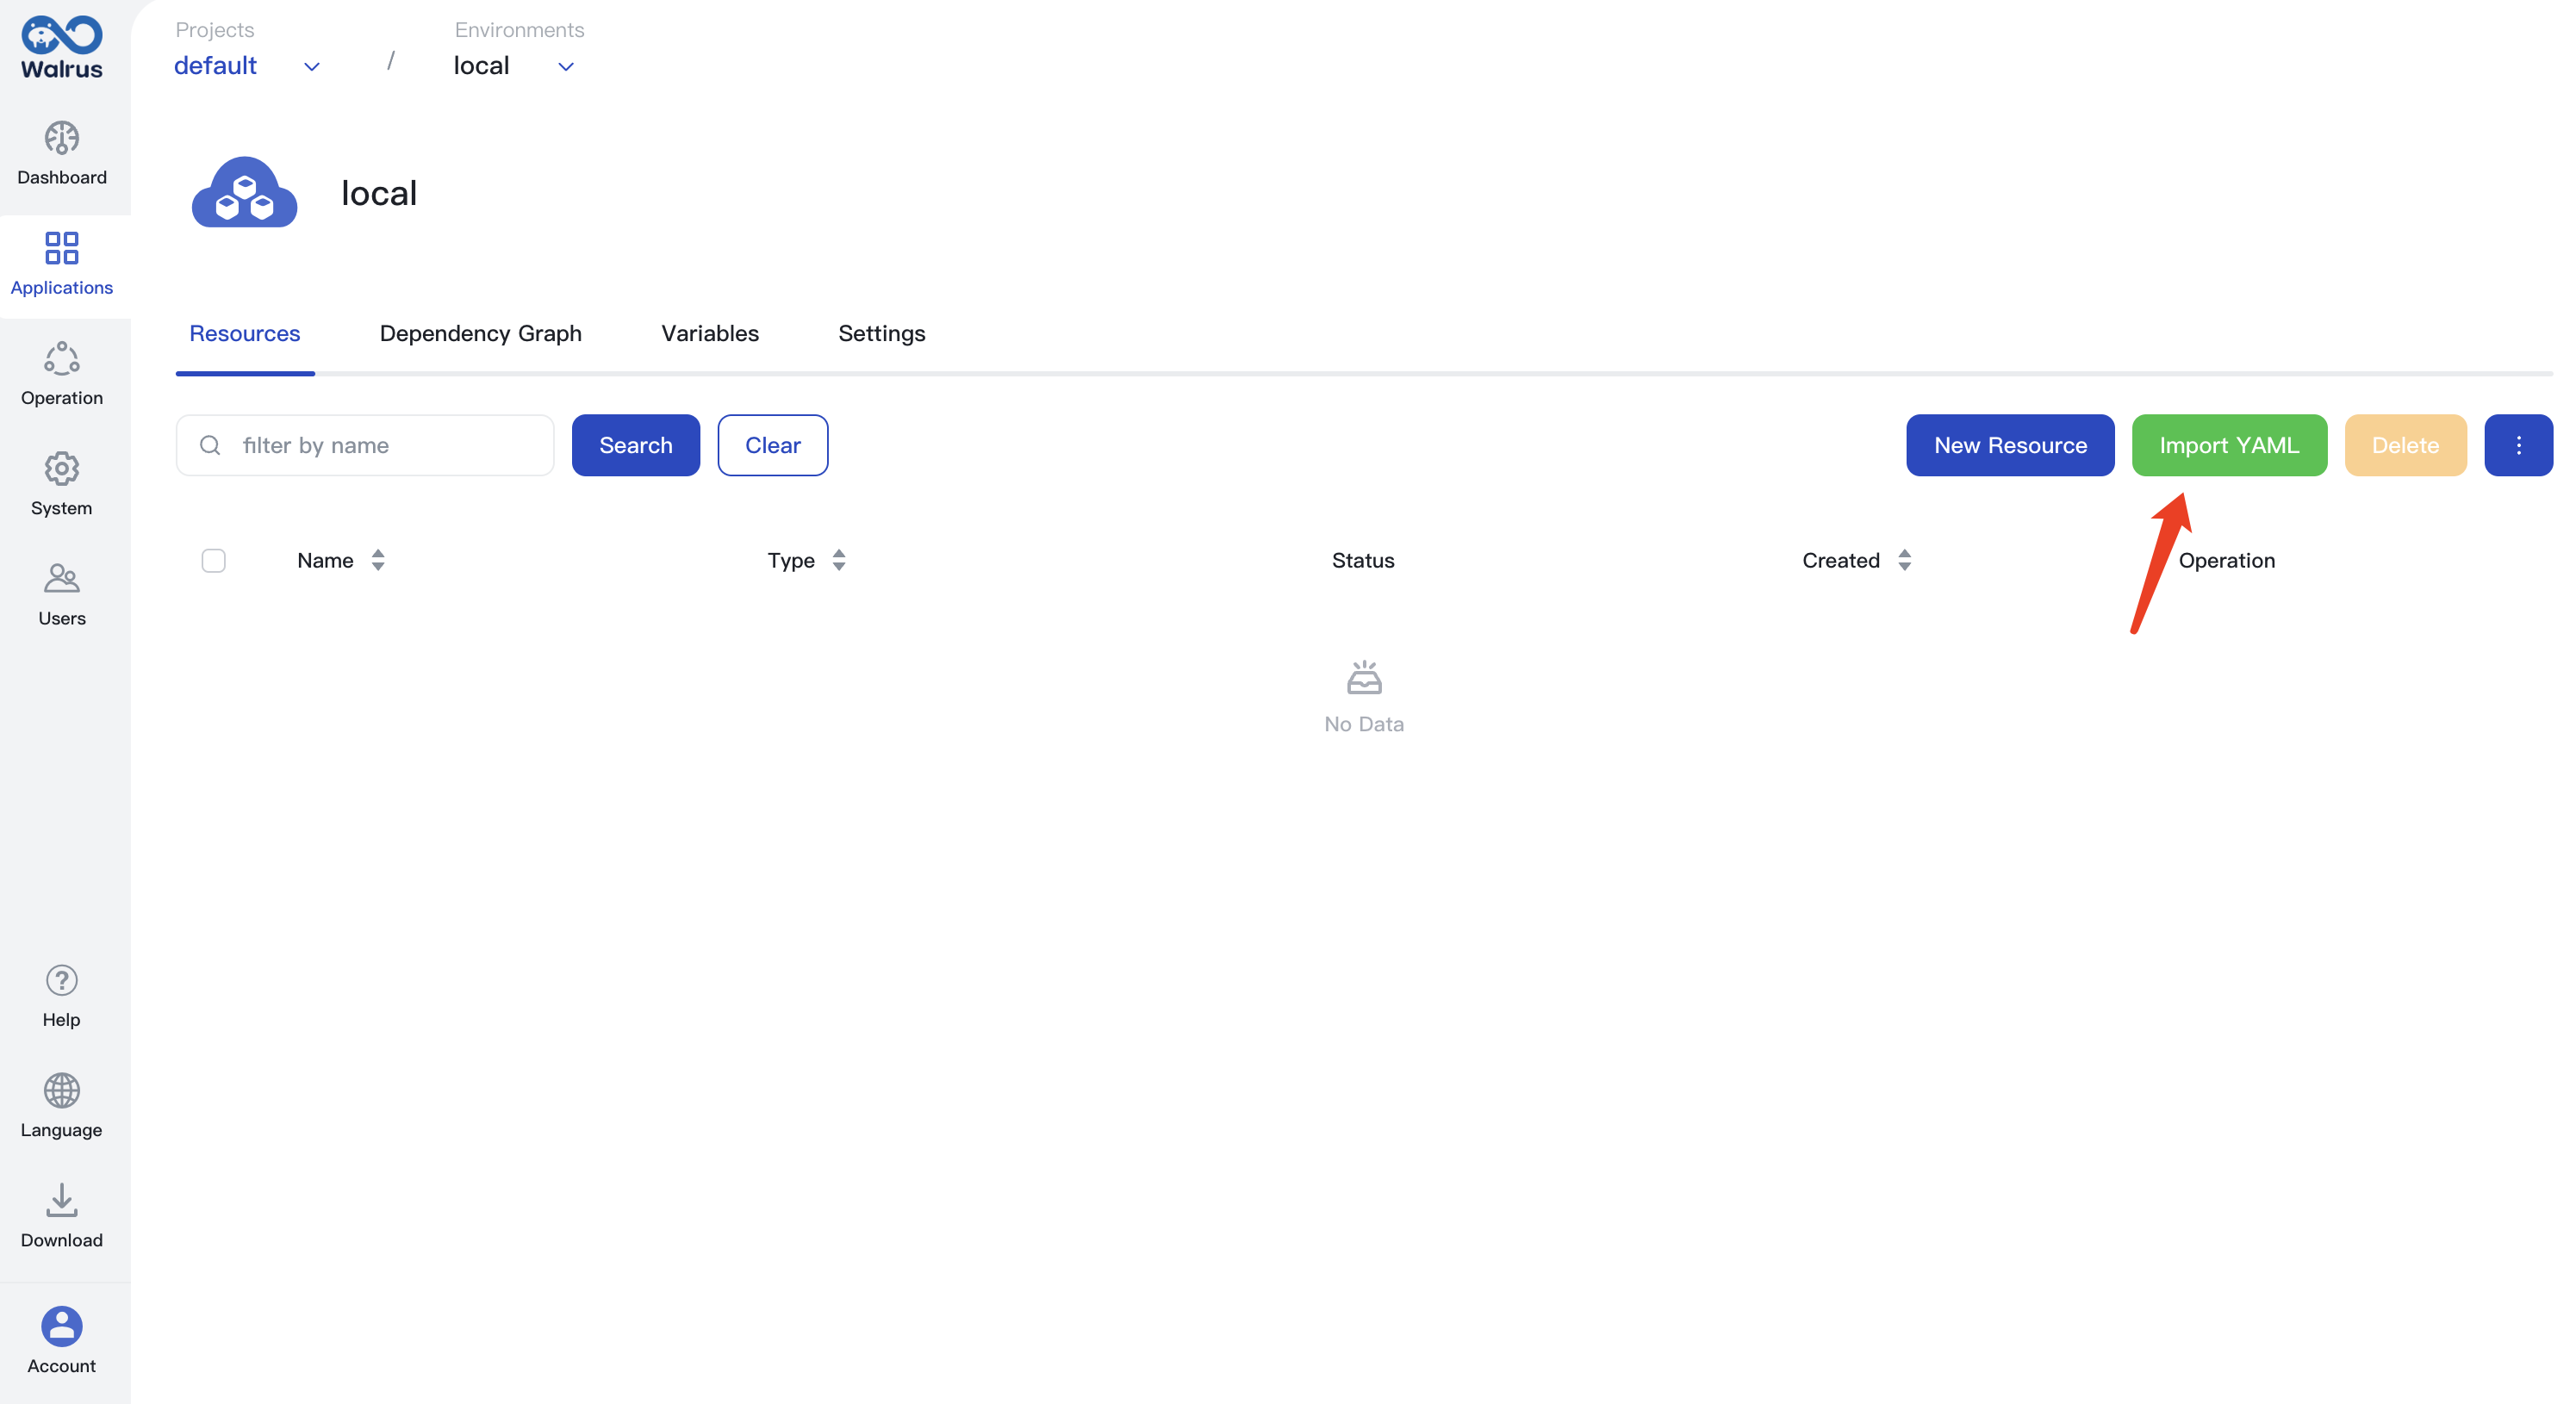 Walrus
Dashboard
Applications
Operation
System
Users
Help
Language
Download
Account
Projects
default
/
Environments
local
local
Resources Dependency Graph Variables Settings
filter by name Search Clear New Resource Import YAML Delete
Name Type Status Created Operation
No Data